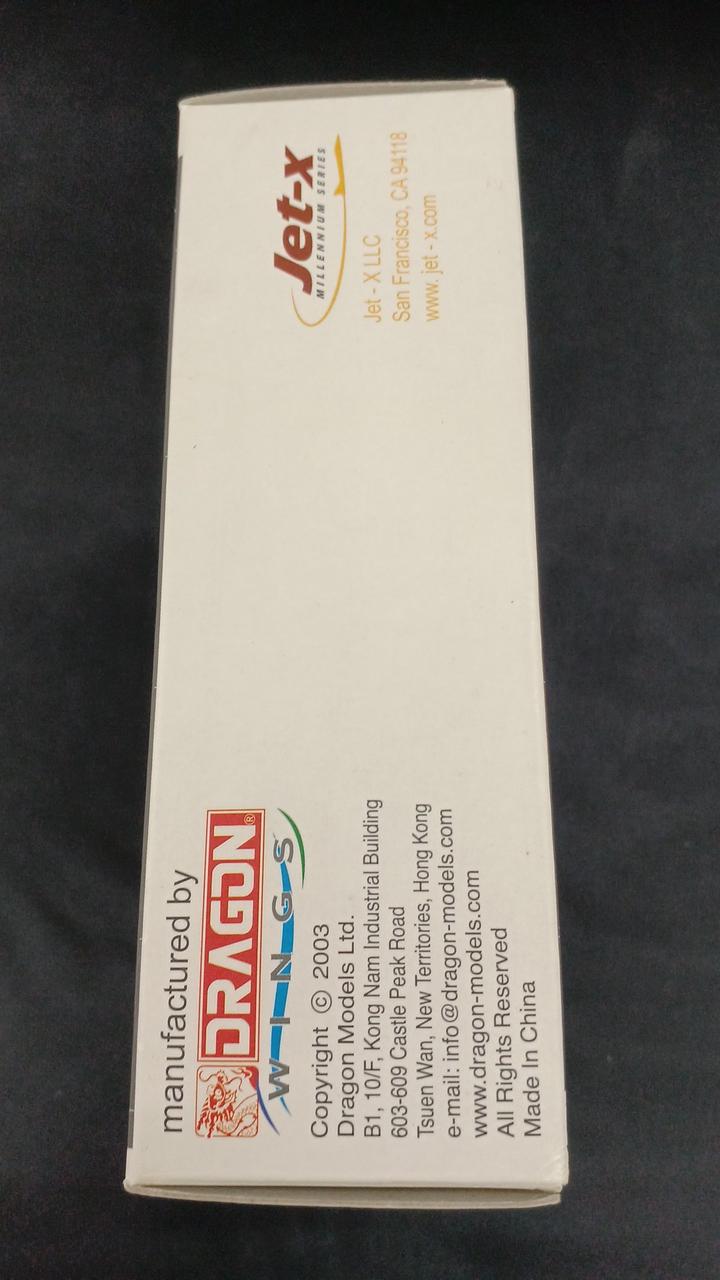 manufactured by
DRAGON®
W-I-N-G-S
Copyright © 2003
Dragon Models Ltd.
B1, 10/F, Kong Nam Industrial Building
603-609 Castle Peak Road
Tsuen Wan, New Territories, Hong Kong
e-mail: info@dragon-models.com
www.dragon-models.com
All Rights Reserved
Made In China
Jet-x
MILLENNIUM SERIES
Jet - X LLC
San Francisco, CA 94118
www. jet - x.com